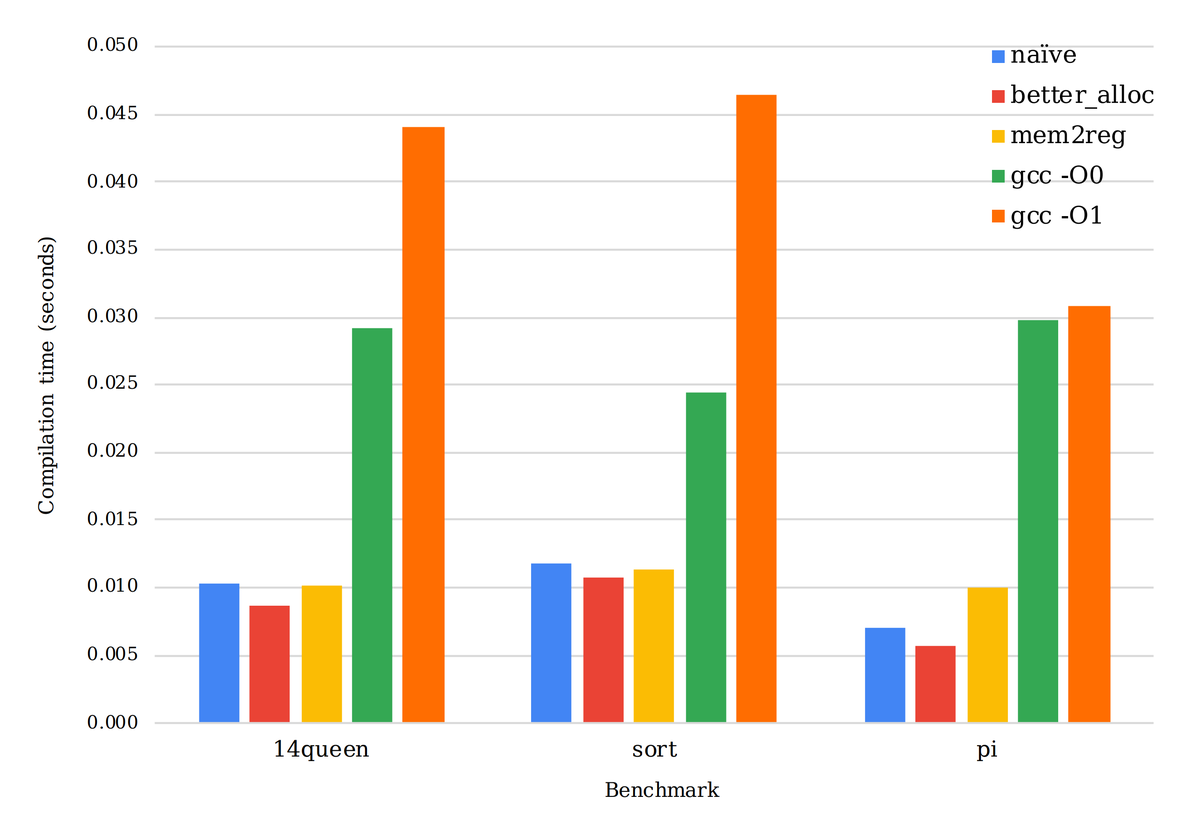 0.050
0.045
0.040
0.035
0.030
0.025
0.020
0.015
0.010
0.005
0.000
Compilation time (seconds)
naïve
better_alloc
mem2reg
gcc -O0
gcc -O1
14queen
sort
pi
Benchmark